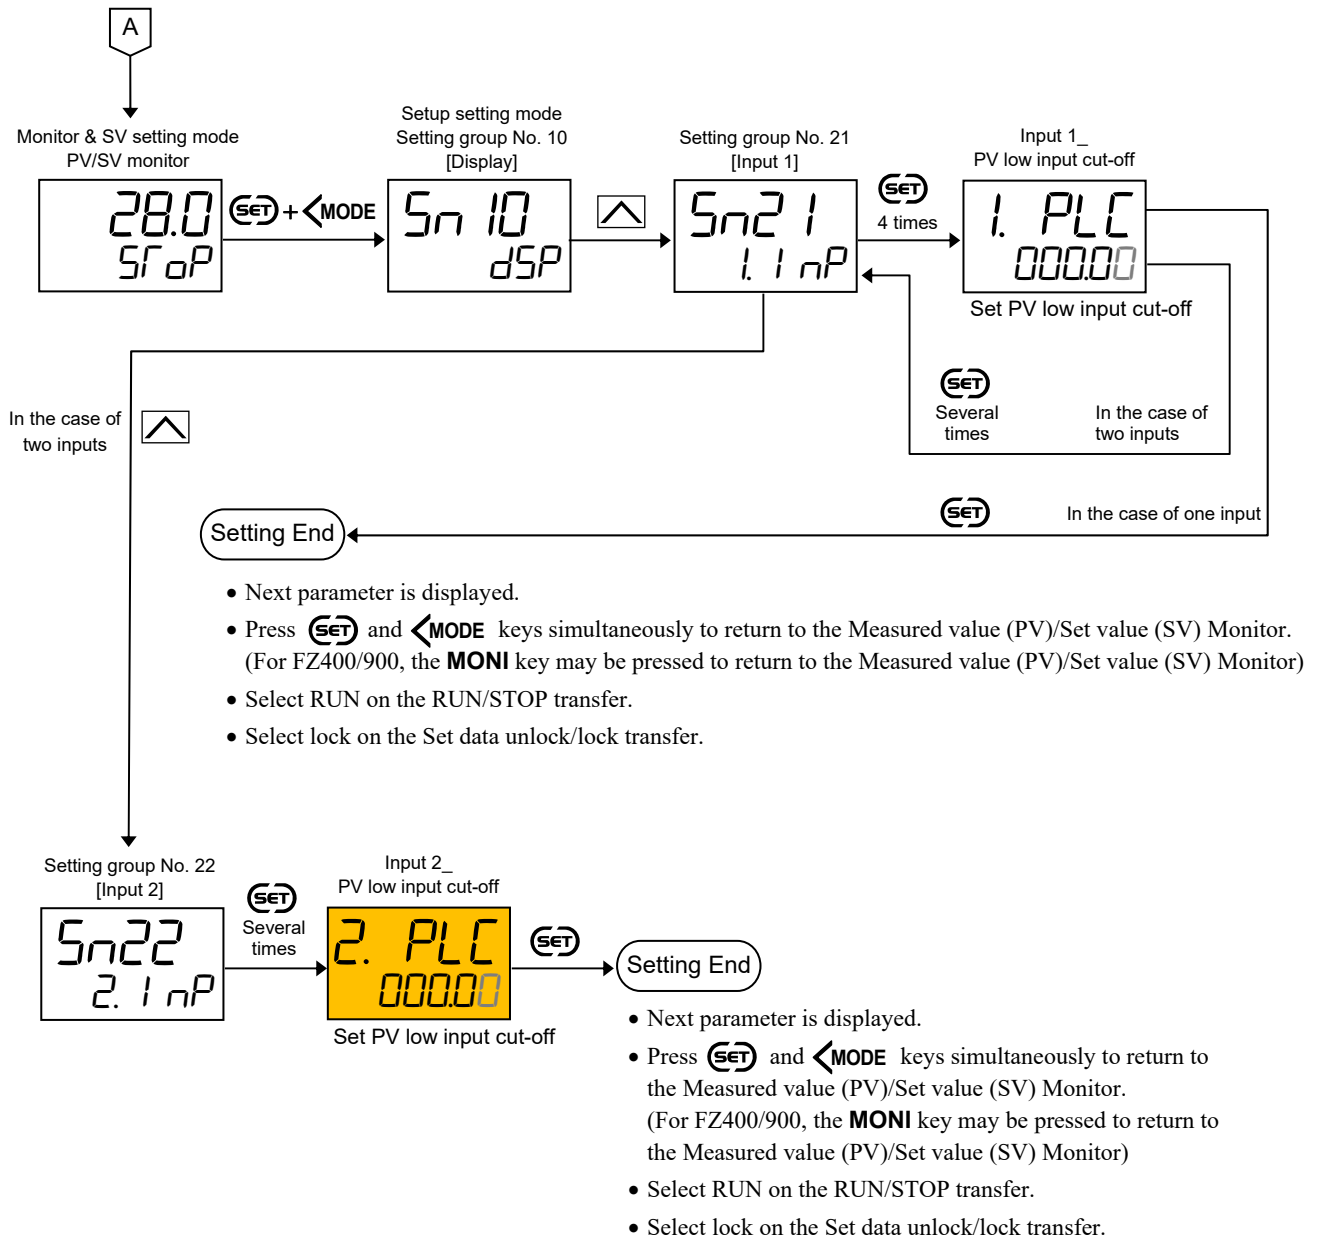 A
Monitor & SV setting mode
PV/SV monitor
28.0
SToP
SET + <MODE
Setup setting mode
Setting group No. 10
[Display]
Sn 10
dSP
Setting group No. 21
[Input 1]
Sn21
1. InP
SET
4 times
Input 1_
PV low input cut-off
1. PLC
000.00
Set PV low input cut-off
SET
Several
times
In the case of
two inputs
In the case of
two inputs
SET
In the case of one input
Setting End
• Next parameter is displayed.
• Press SET and <MODE keys simultaneously to return to the Measured value (PV)/Set value (SV) Monitor.
(For FZ400/900, the MONI key may be pressed to return to the Measured value (PV)/Set value (SV) Monitor)
• Select RUN on the RUN/STOP transfer.
• Select lock on the Set data unlock/lock transfer.
Setting group No. 22
[Input 2]
Sn22
2. InP
SET
Several
times
Input 2_
PV low input cut-off
2. PLC
000.00
Set PV low input cut-off
SET
Setting End
• Next parameter is displayed.
• Press SET and <MODE keys simultaneously to return to
the Measured value (PV)/Set value (SV) Monitor.
(For FZ400/900, the MONI key may be pressed to return to
the Measured value (PV)/Set value (SV) Monitor)
• Select RUN on the RUN/STOP transfer.
• Select lock on the Set data unlock/lock transfer.